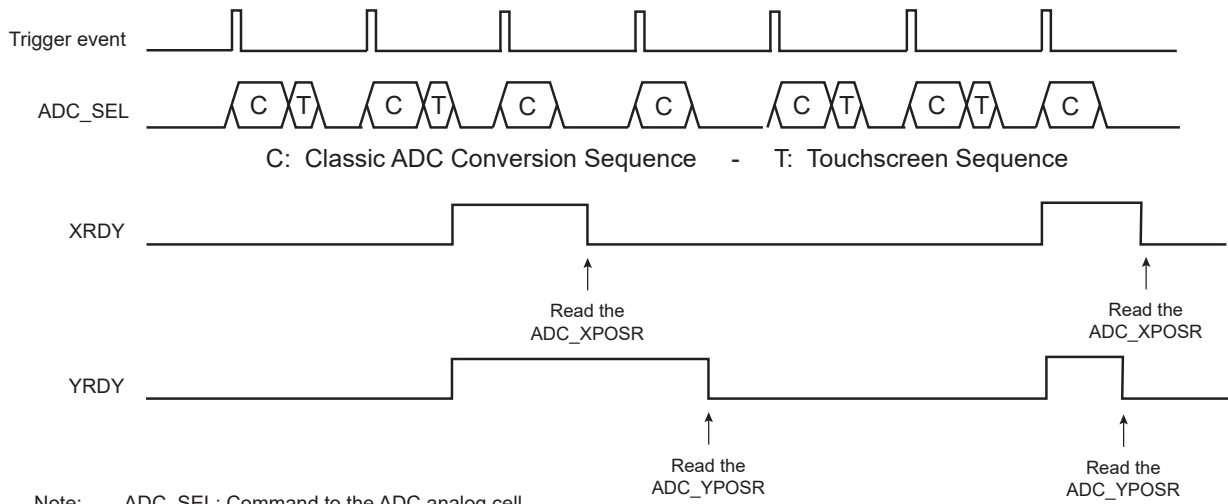 Trigger event
ADC_SEL
C T C T C C C T C T C
C: Classic ADC Conversion Sequence - T: Touchscreen Sequence
XRDY
Read the
ADC_XPOSR
Read the
ADC_XPOSR
YRDY
Read the
ADC_YPOSR
Read the
ADC_YPOSR
Note: ADC_SEL: Command to the ADC analog cell